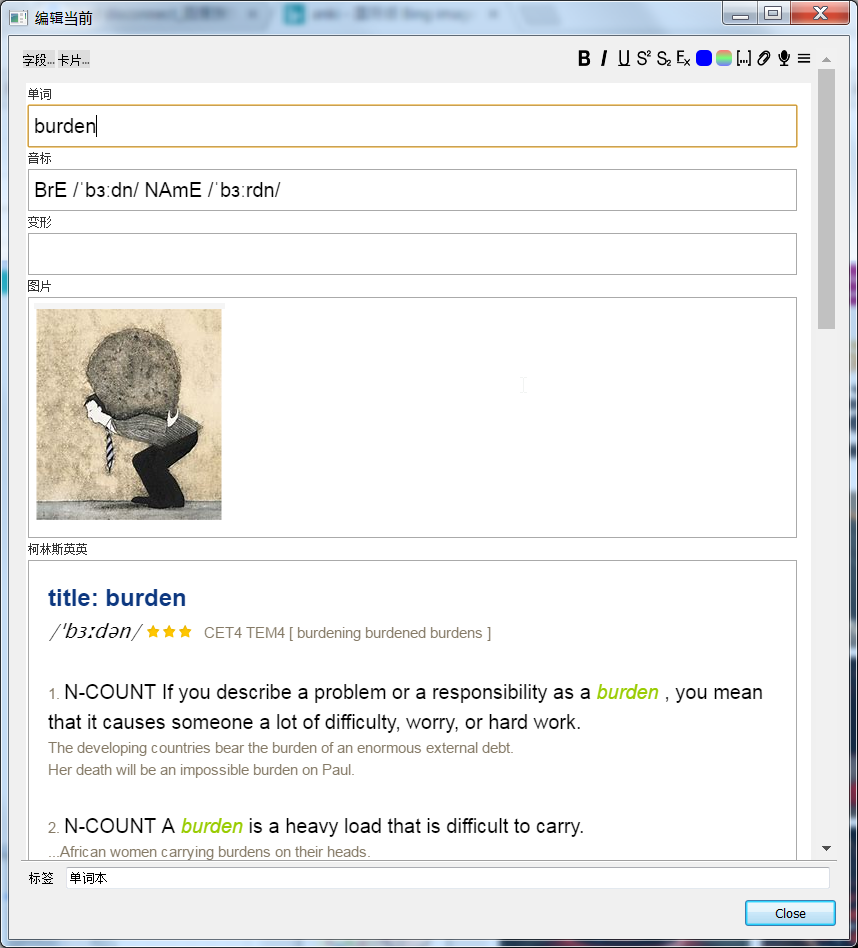 编辑当前
字段... 卡片...
B I U S² S₂ Eₓ [...]
单词
burden
音标
BrE /ˈbɜːdn/ NAmE /ˈbɜːrdn/
变形
图片
柯林斯英英
title: burden
/ˈbɜːdən/ CET4 TEM4 [ burdening burdened burdens ]
1. N-COUNT If you describe a problem or a responsibility as a burden , you mean
that it causes someone a lot of difficulty, worry, or hard work.
The developing countries bear the burden of an enormous external debt.
Her death will be an impossible burden on Paul.
2. N-COUNT A burden is a heavy load that is difficult to carry.
...African women carrying burdens on their heads.
标签 单词本
Close